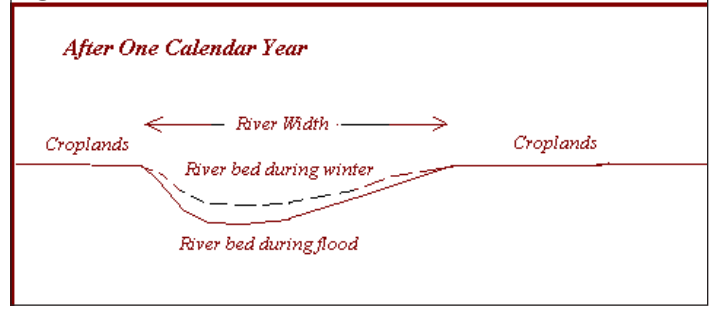 After One Calendar Year
River Width
Croplands
Croplands
River bed during winter
River bed during flood